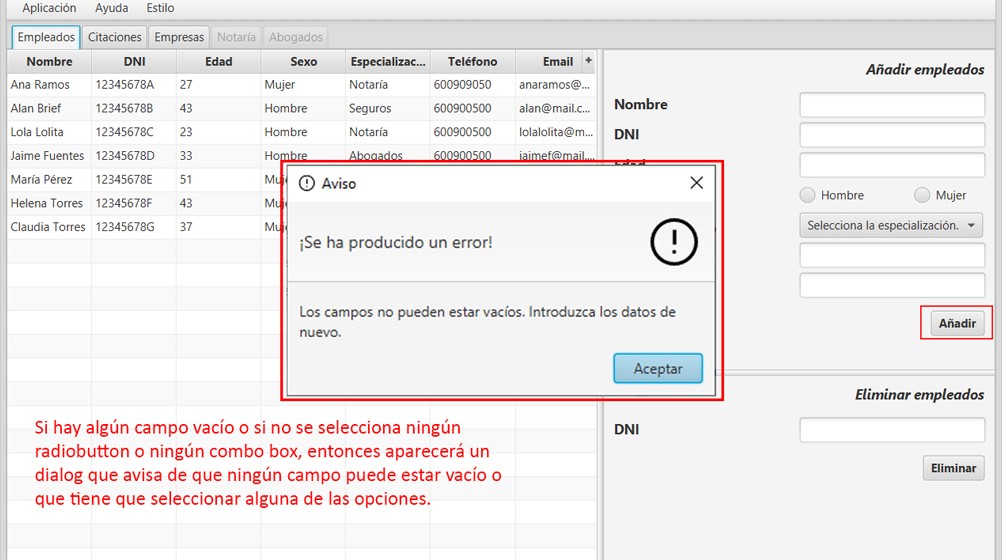 Aplicación Ayuda Estilo
Empleados Citaciones Empresas Notaría Abogados
Nombre DNI Edad Sexo Especializac... Teléfono Email +
Ana Ramos 12345678A 27 Mujer Notaría 600909050 anaramos@...
Alan Brief 12345678B 43 Hombre Seguros 600900500 alan@mail.c...
Lola Lolita 12345678C 23 Hombre Notaría 600900500 lolalolita@m...
Jaime Fuentes 12345678D 33 Hombre Abogados 600900500 jaimef@mail....
María Pérez 12345678E 51
Helena Torres 12345678F 43
Claudia Torres 12345678G 37
Añadir empleados
Nombre
DNI
Edad
Hombre Mujer
Selecciona la especialización.
Añadir
Aviso
¡Se ha producido un error!
Los campos no pueden estar vacíos. Introduzca los datos de
nuevo.
Aceptar
Eliminar empleados
DNI
Eliminar
Si hay algún campo vacío o si no se selecciona ningún
radiobutton o ningún combo box, entonces aparecerá un
dialog que avisa de que ningún campo puede estar vacío o
que tiene que seleccionar alguna de las opciones.